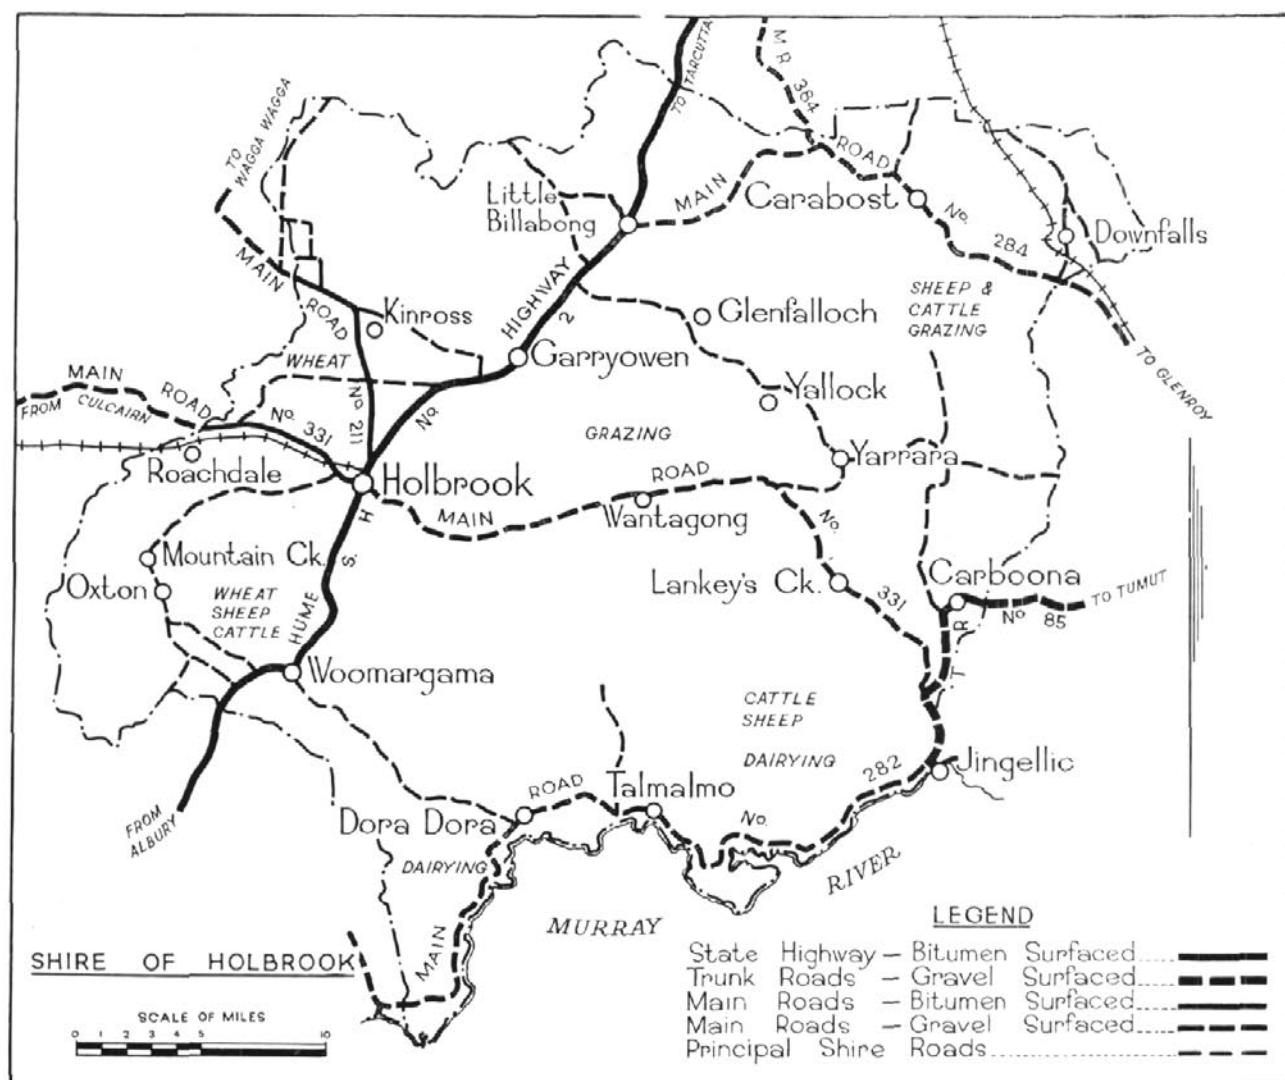 TO TARCUTTA
M R 384
TO
WAGGA WAGGA
ROAD
Little
Billabong
MAIN
Carabost
No.
284
Downfalls
MAIN
ROAD
HIGHWAY
2
SHEEP &
CATTLE
GRAZING
Kinross
Glenfalloch
WHEAT
Garryowen
TO GLENROY
MAIN
ROAD
FROM CULCAIRN
No. 331
No. 211
No.
Yallock
GRAZING
Roachdale
Yarrara
Holbrook
ROAD
MAIN
Wantagong
No.
H
S.
Mountain Ck.
Oxton
WHEAT
SHEEP
CATTLE
HUME
Lankey's Ck.
331
Carboona
TO TUMUT
No 85
T R
Woomargama
CATTLE
SHEEP
DAIRYING
282
Jingellic
ROAD
Talmalmo
No.
FROM
ALBURY
Dora Dora
DAIRYING
RIVER
MURRAY
MAIN
SHIRE OF HOLBROOK
SCALE OF MILES
0 1 2 3 4 5 10
LEGEND
State Highway – Bitumen Surfaced
Trunk Roads – Gravel Surfaced
Main Roads – Bitumen Surfaced
Main Roads – Gravel Surfaced
Principal Shire Roads